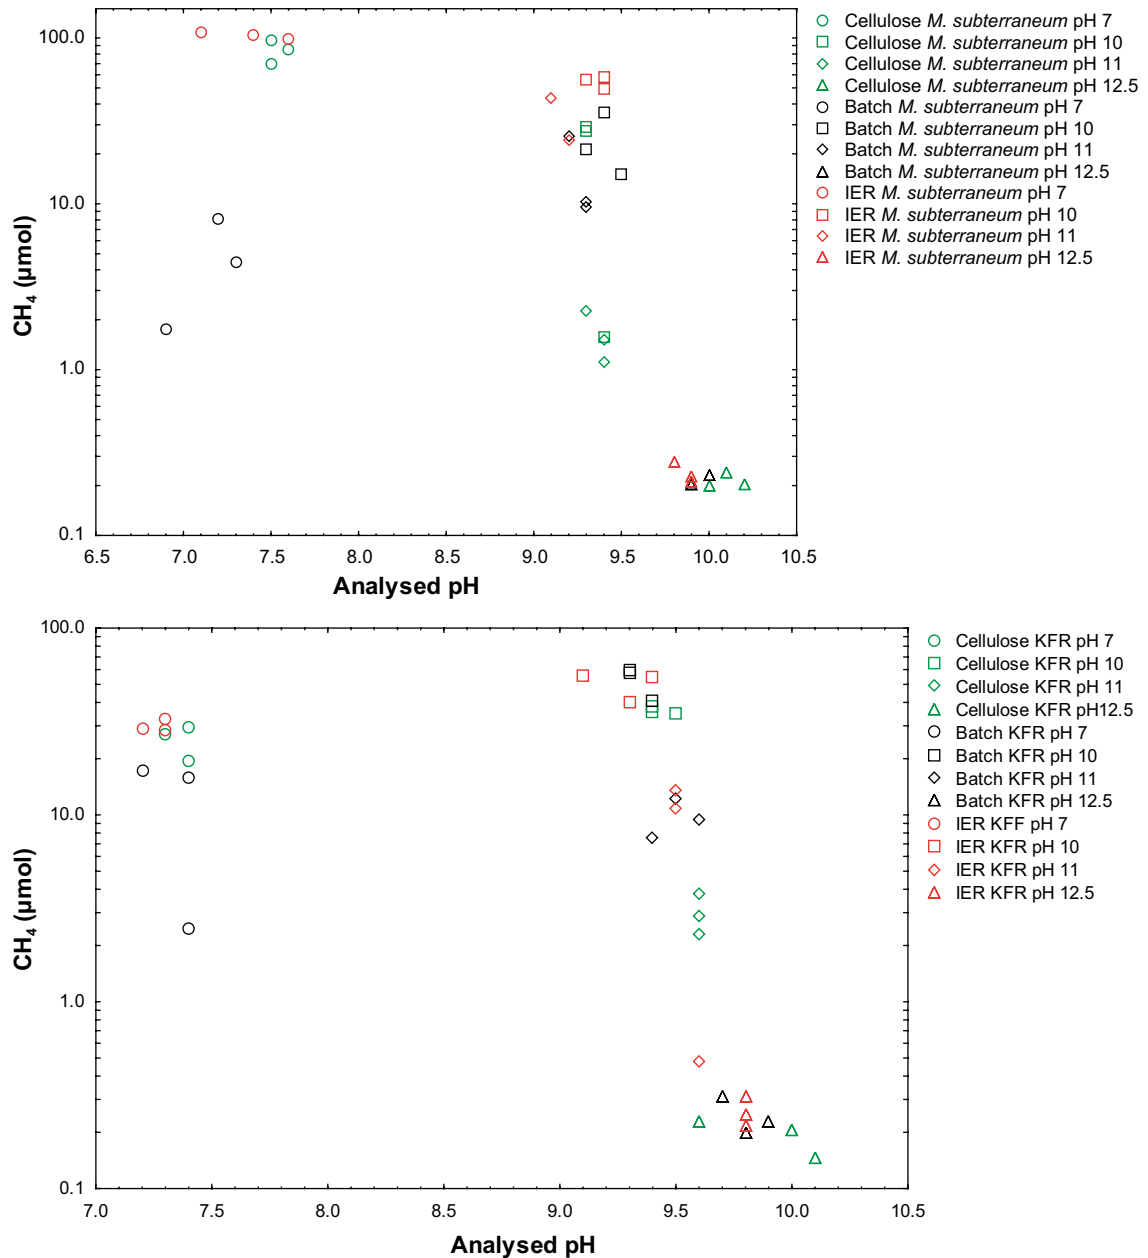 100.0
10.0
1.0
0.1
CH₄ (µmol)
6.5 7.0 7.5 8.0 8.5 9.0 9.5 10.0 10.5
Analysed pH
Cellulose M. subterraneum pH 7
Cellulose M. subterraneum pH 10
Cellulose M. subterraneum pH 11
Cellulose M. subterraneum pH 12.5
Batch M. subterraneum pH 7
Batch M. subterraneum pH 10
Batch M. subterraneum pH 11
Batch M. subterraneum pH 12.5
IER M. subterraneum pH 7
IER M. subterraneum pH 10
IER M. subterraneum pH 11
IER M. subterraneum pH 12.5
100.0
10.0
1.0
0.1
CH₄ (µmol)
7.0 7.5 8.0 8.5 9.0 9.5 10.0 10.5
Analysed pH
Cellulose KFR pH 7
Cellulose KFR pH 10
Cellulose KFR pH 11
Cellulose KFR pH12.5
Batch KFR pH 7
Batch KFR pH 10
Batch KFR pH 11
Batch KFR pH 12.5
IER KFF pH 7
IER KFR pH 10
IER KFR pH 11
IER KFR pH 12.5